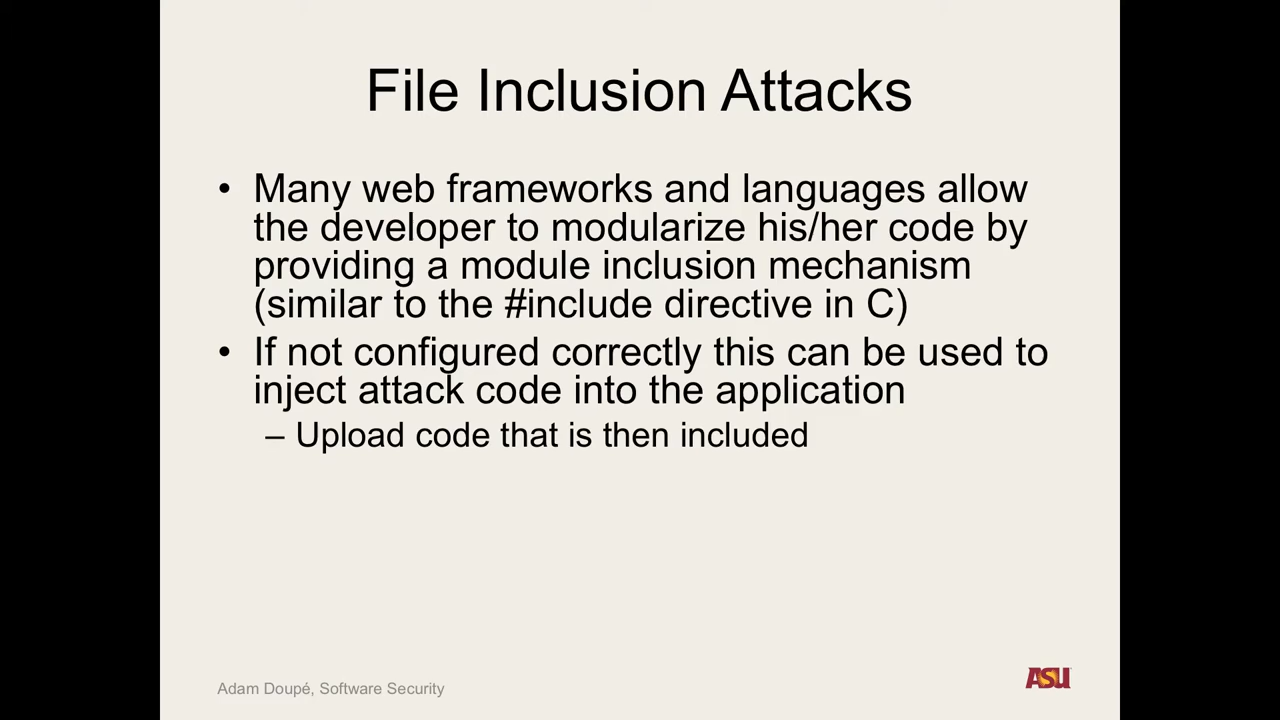 File Inclusion Attacks
• Many web frameworks and languages allow
the developer to modularize his/her code by
providing a module inclusion mechanism
(similar to the #include directive in C)
• If not configured correctly this can be used to
inject attack code into the application
– Upload code that is then included
Adam Doupé, Software Security
ASU